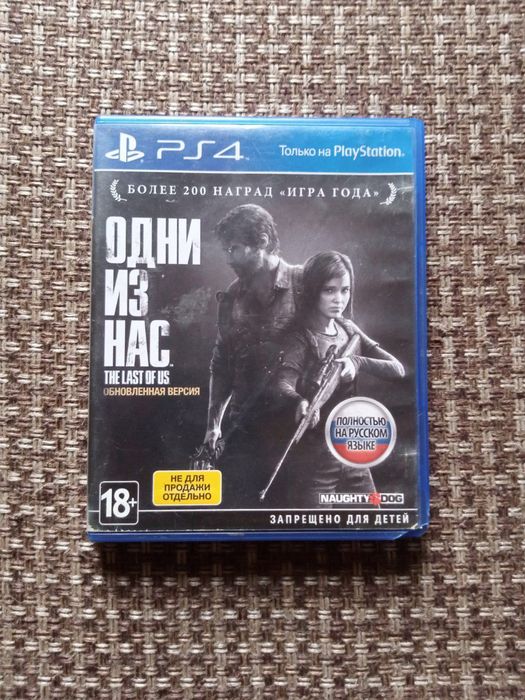 PS4
Только на PlayStation®
БОЛЕЕ 200 НАГРАД «ИГРА ГОДА»
ОДНИ
ИЗ
НАС™
THE LAST OF US
ОБНОВЛЕННАЯ ВЕРСИЯ
ПОЛНОСТЬЮ
НА РУССКОМ
ЯЗЫКЕ
НЕ ДЛЯ
ПРОДАЖИ
ОТДЕЛЬНО
18+
NAUGHTY DOG
ЗАПРЕЩЕНО ДЛЯ ДЕТЕЙ